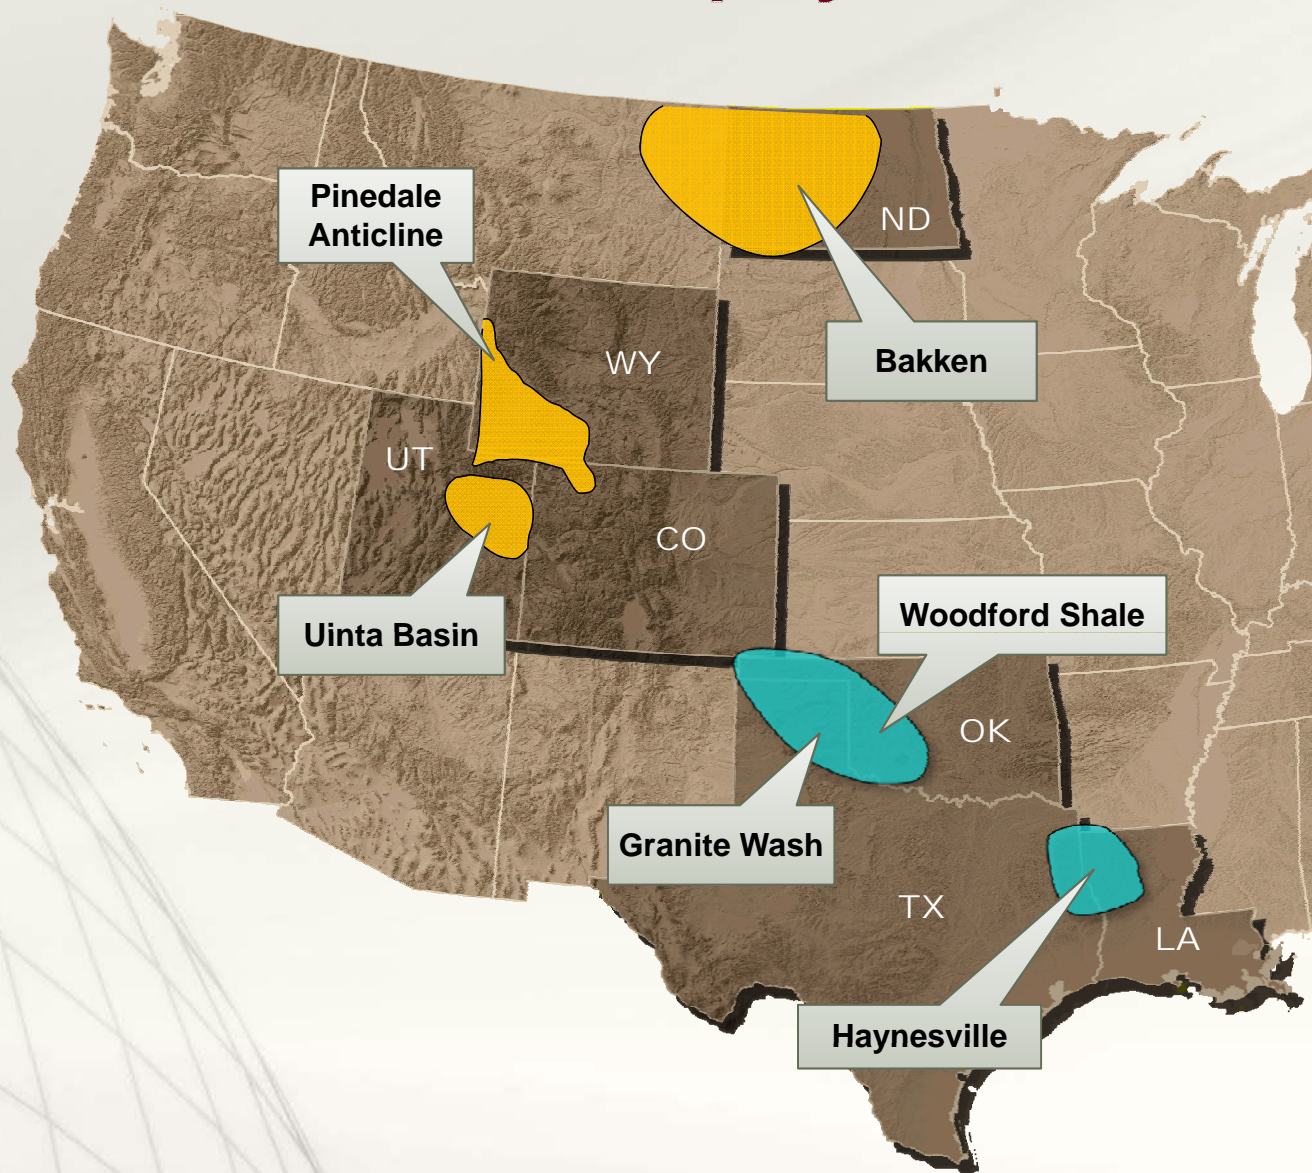 Pinedale
Anticline
ND
Bakken
WY
UT
CO
Woodford Shale
Uinta Basin
OK
Granite Wash
TX
LA
Haynesville